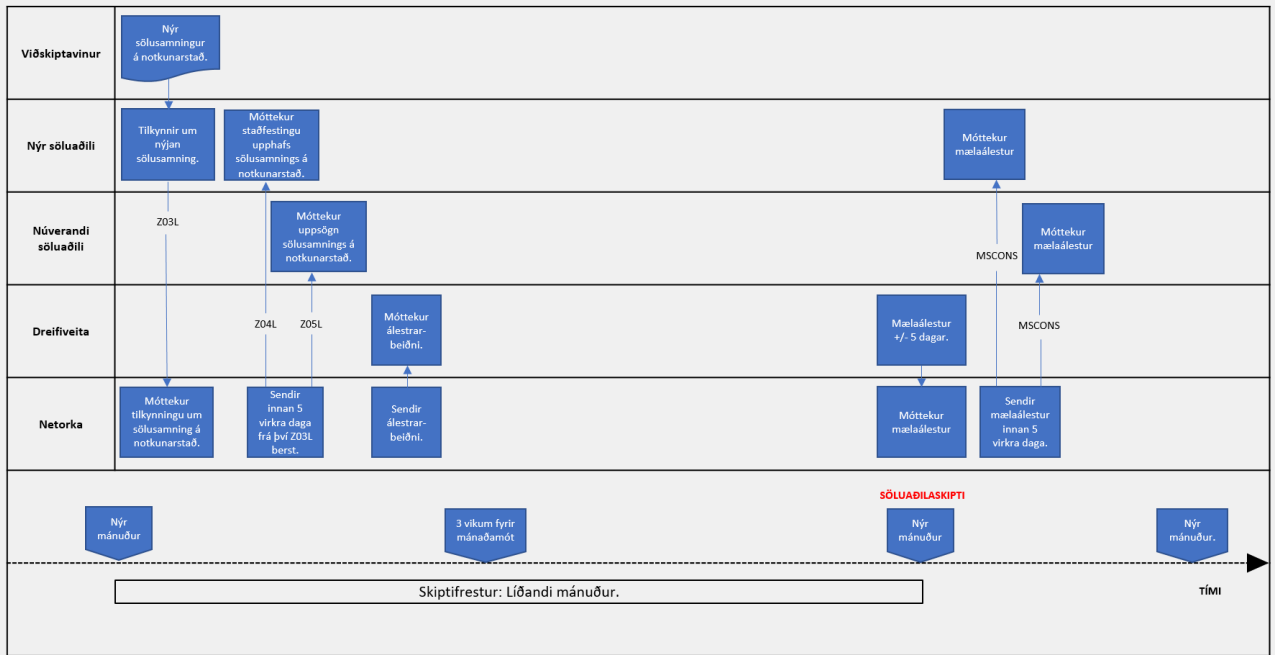 Viðskiptavinur
Nýr
sölusamningur
á notkunarstað.
Nýr söluaðili
Tilkynnir um
nýjan
sölusamning.
Móttekur
staðfestingu
upphafs
sölusamnings á
notkunarstað.
Móttekur
mælaálestur
Núverandi
söluaðili
Z03L
Móttekur
uppsögn
sölusamnings á
notkunarstað.
MSCONS
Móttekur
mælaálestur
Dreifiveita
Z04L
Z05L
Móttekur
álestrar-
beiðni.
Mælaálestur
+/- 5 dagar.
MSCONS
Netorka
Móttekur
tilkynningu um
sölusamning á
notkunarstað.
Sendir
innan 5
virkra daga
frá því Z03L
berst.
Sendir
álestrar-
beiðni.
Móttekur
mælaálestur
Sendir
mælaálestur
innan 5
virkra daga.
SÖLUAÐILASKIPTI
Nýr
mánuður
3 vikum fyrir
mánaðamót
Nýr
mánuður
Nýr
mánuður.
Skiptifrestur: Líðandi mánuður.
TÍMI